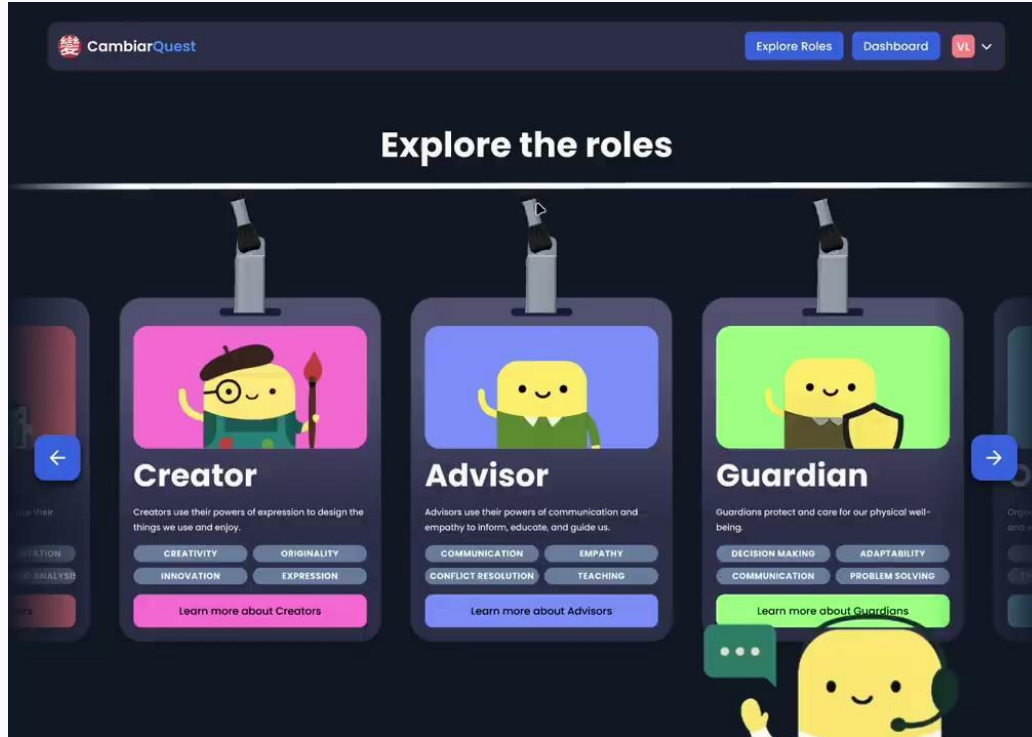 變 CambiarQuest
Explore Roles
Dashboard
VL
Explore the roles
Creator
Creators use their powers of expression to design the
things we use and enjoy.
CREATIVITY
ORIGINALITY
INNOVATION
EXPRESSION
Learn more about Creators
Advisor
Advisors use their powers of communication and
empathy to inform, educate, and guide us.
COMMUNICATION
EMPATHY
CONFLICT RESOLUTION
TEACHING
Learn more about Advisors
Guardian
Guardians protect and care for our physical well-
being.
DECISION MAKING
ADAPTABILITY
COMMUNICATION
PROBLEM SOLVING
Learn more about Guardians